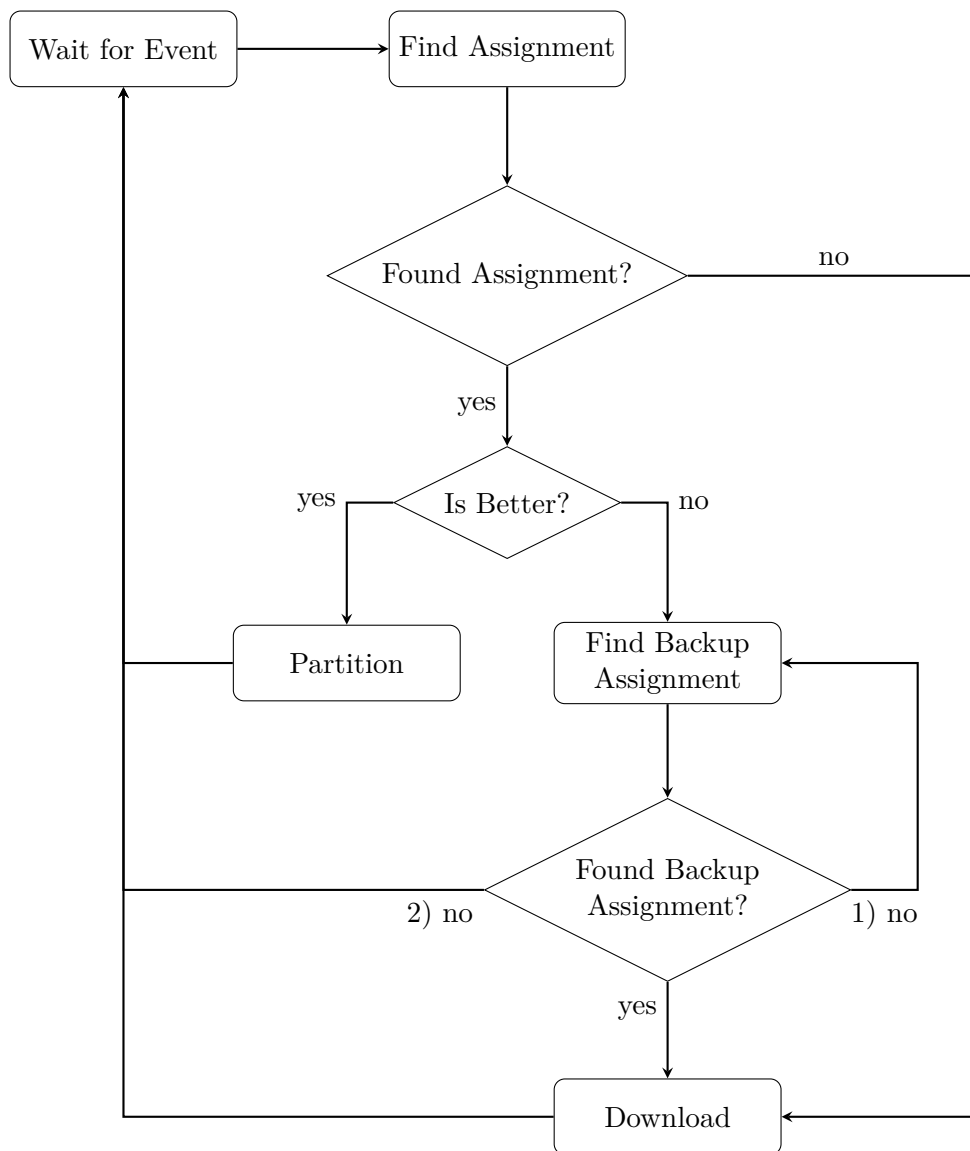 Wait for Event
Find Assignment
Found Assignment?
no
yes
Is Better?
yes
no
Partition
Find Backup
Assignment
Found Backup
Assignment?
2) no
1) no
yes
Download